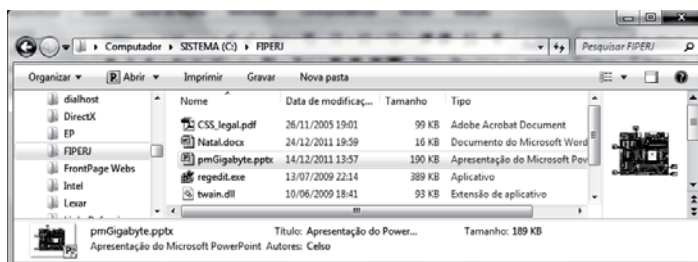 Computador ▸ SISTEMA (C:) ▸ FIPERJ
Pesquisar FIPERJ
Organizar Abrir Imprimir Gravar Nova pasta
dialhost
DirectX
EP
FIPERJ
FrontPage Webs
Intel
Lexar
Nome Data de modificaç... Tamanho Tipo
CSS_legal.pdf 26/11/2005 19:01 99 KB Adobe Acrobat Document
Natal.docx 24/12/2011 19:59 16 KB Documento do Microsoft Word
pmGigabyte.pptx 14/12/2011 13:57 190 KB Apresentação do Microsoft Pov
regedit.exe 13/07/2009 22:14 389 KB Aplicativo
twain.dll 10/06/2009 18:41 93 KB Extensão de aplicativo
pmGigabyte.pptx Título: Apresentação do Power... Tamanho: 189 KB
Apresentação do Microsoft PowerPoint Autores: Celso